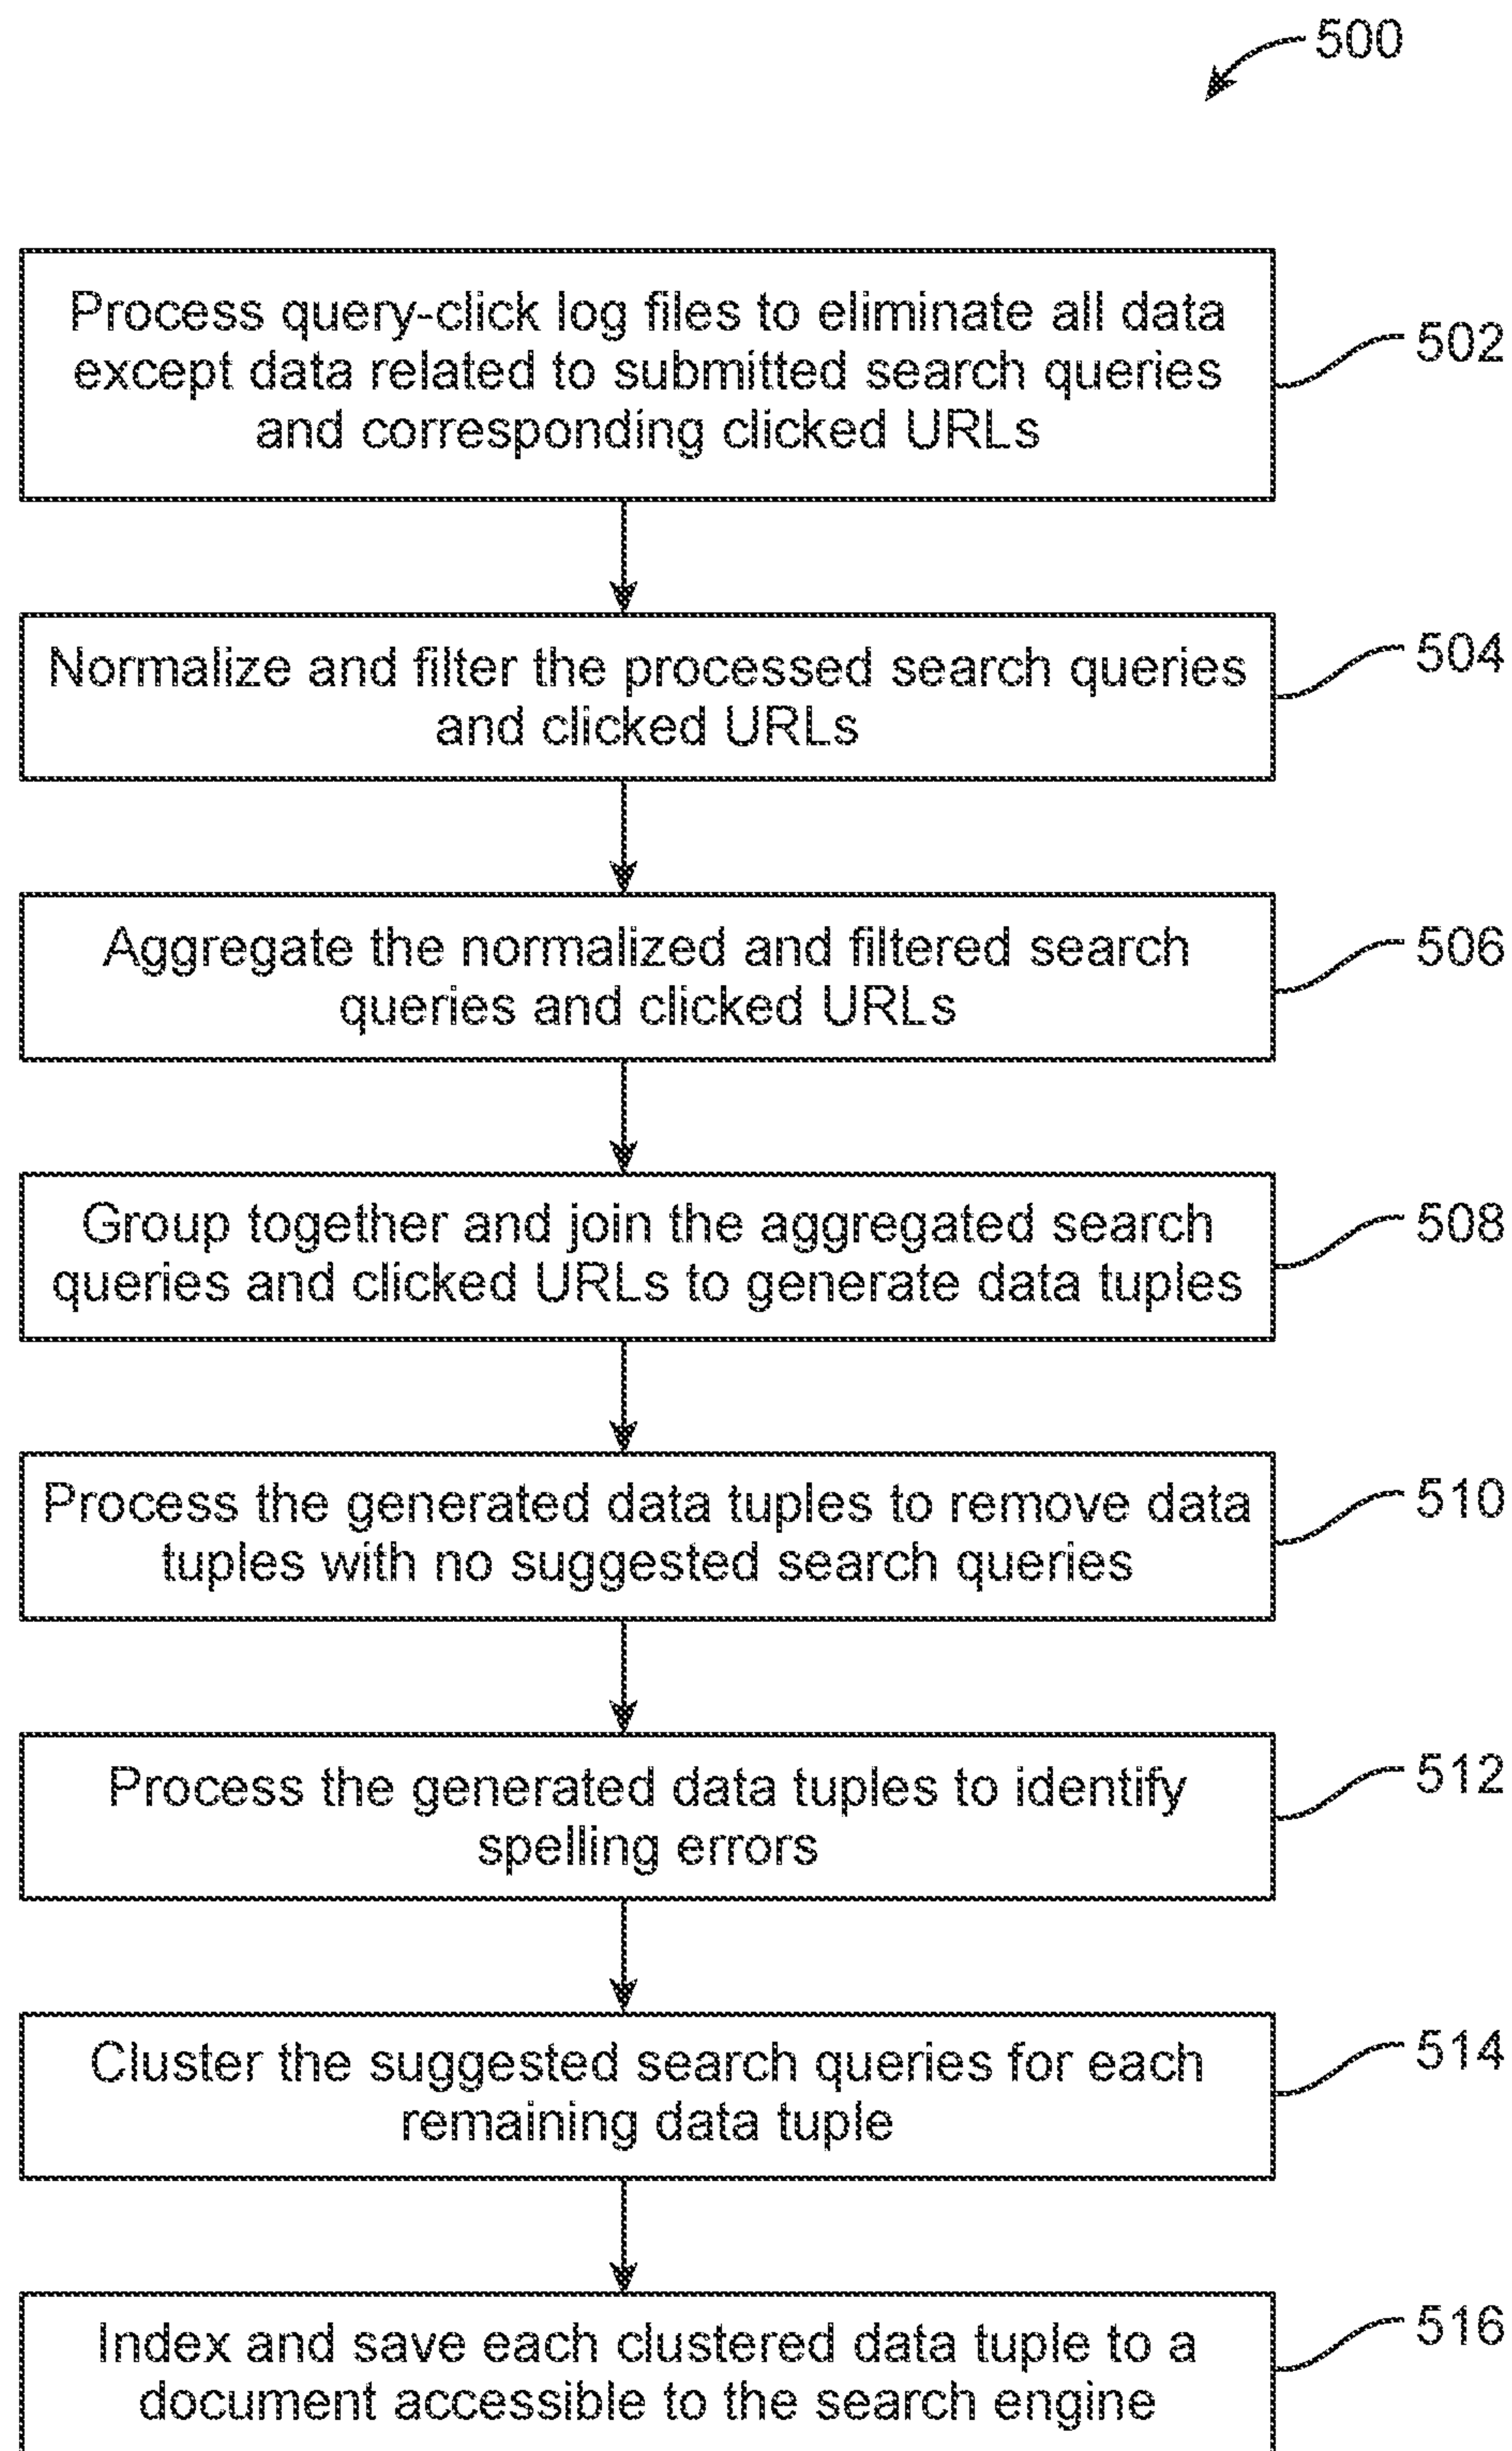 500
Process query-click log files to eliminate all data
except data related to submitted search queries
and corresponding clicked URLs
502
Normalize and filter the processed search queries
and clicked URLs
504
Aggregate the normalized and filtered search
queries and clicked URLs
506
Group together and join the aggregated search
queries and clicked URLs to generate data tuples
508
Process the generated data tuples to remove data
tuples with no suggested search queries
510
Process the generated data tuples to identify
spelling errors
512
Cluster the suggested search queries for each
remaining data tuple
514
Index and save each clustered data tuple to a
document accessible to the search engine
516